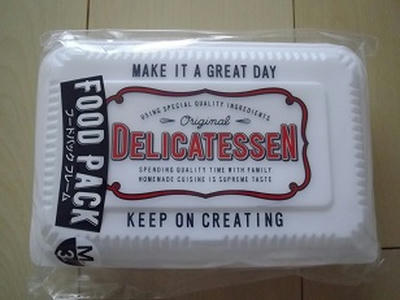 MAKE IT A GREAT DAY
USING SPECIAL QUALITY INGREDIENTS
Original
DELICATESSEN
SPENDING QUALITY TIME WITH FAMILY
HOMEMADE CUISINE IS SUPREME TASTE
KEEP ON CREATING
FOOD PACK
フードパック フレーム
M
3